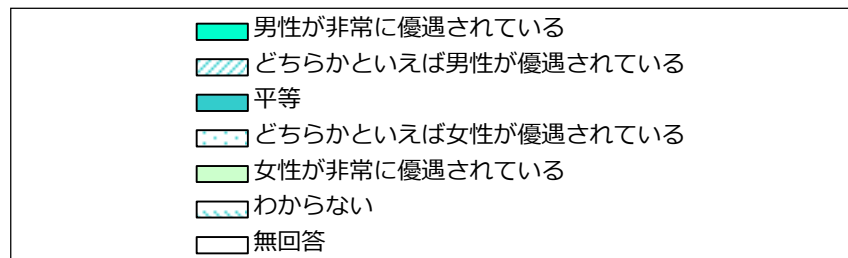 男性が非常に優遇されている
どちらかといえば男性が優遇されている
平等
どちらかといえば女性が優遇されている
女性が非常に優遇されている
わからない
無回答